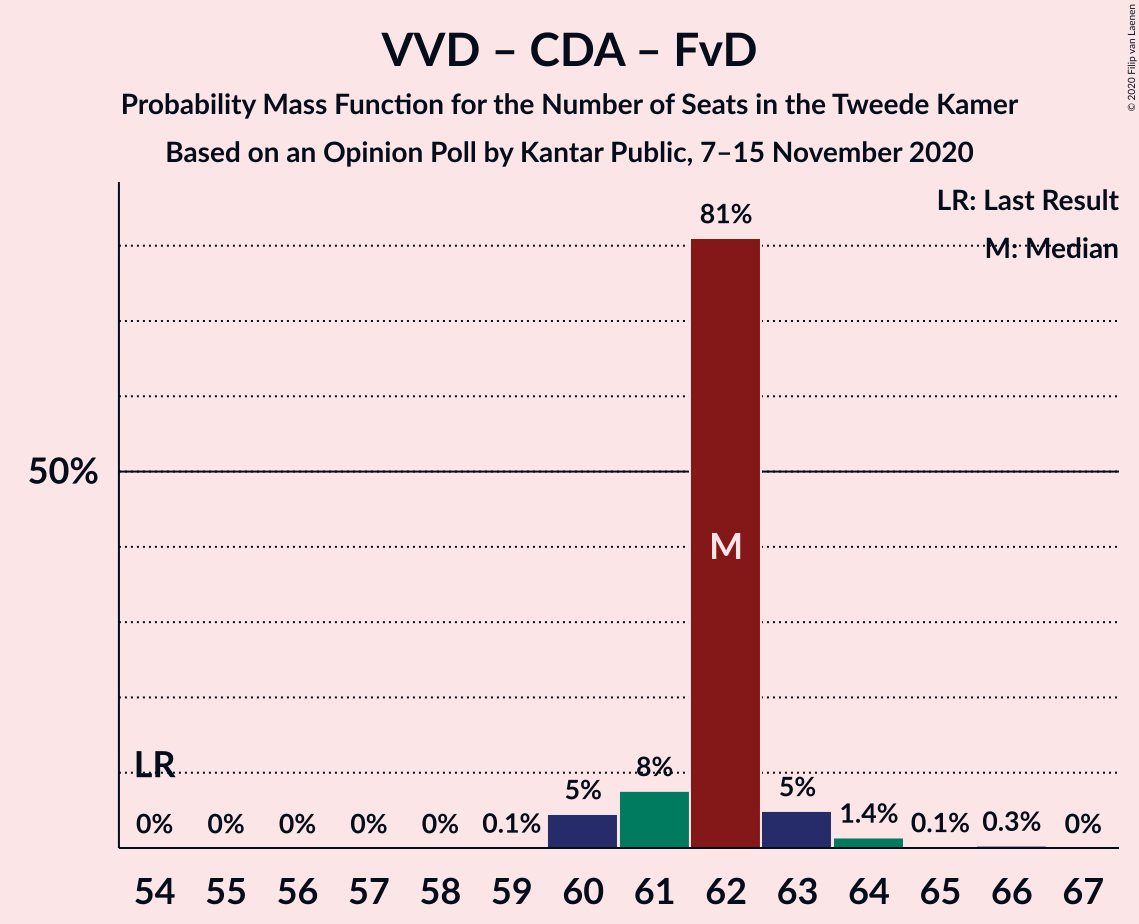 VVD – CDA – FvD
Probability Mass Function for the Number of Seats in the Tweede Kamer
Based on an Opinion Poll by Kantar Public, 7–15 November 2020
© 2020 Filip van Laenen
LR: Last Result
M: Median
81%
50%
M
LR
0% 0% 0% 0% 0% 0.1% 5% 8% 5% 1.4% 0.1% 0.3% 0%
54 55 56 57 58 59 60 61 62 63 64 65 66 67